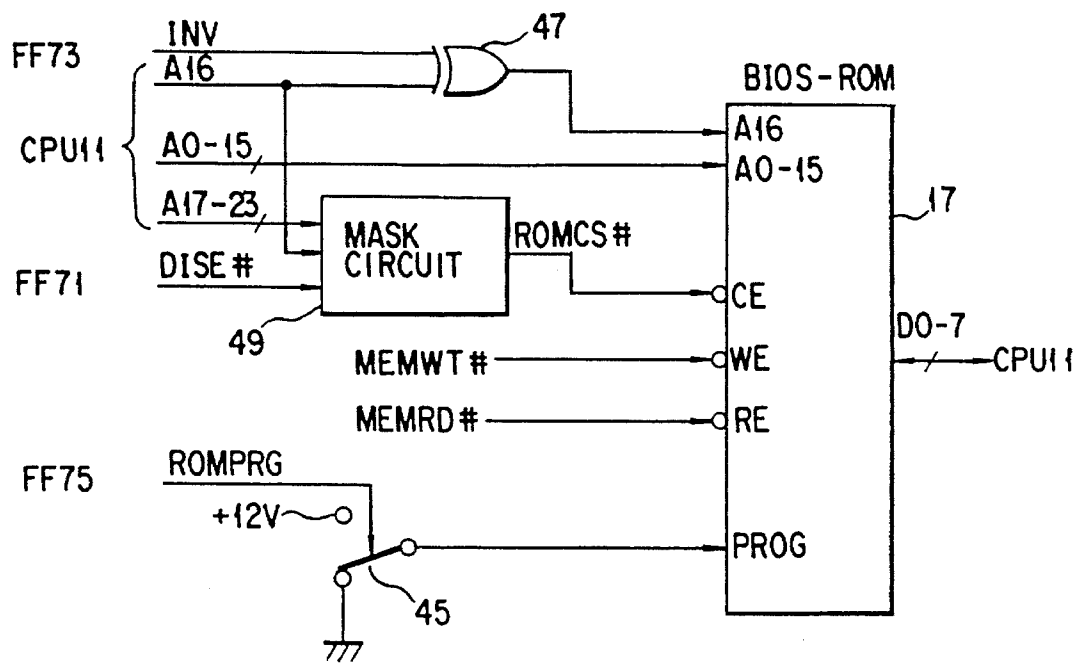 INV
47
FF73
A16
BIOS-ROM
A16
CPU11
A0-15
A0-15
A17-23
17
MASK
CIRCUIT
ROMCS#
DISE#
FF71
CE
49
D0-7
MEMWT#
WE
CPU11
MEMRD#
RE
ROMPRG
FF75
+12V
PROG
45